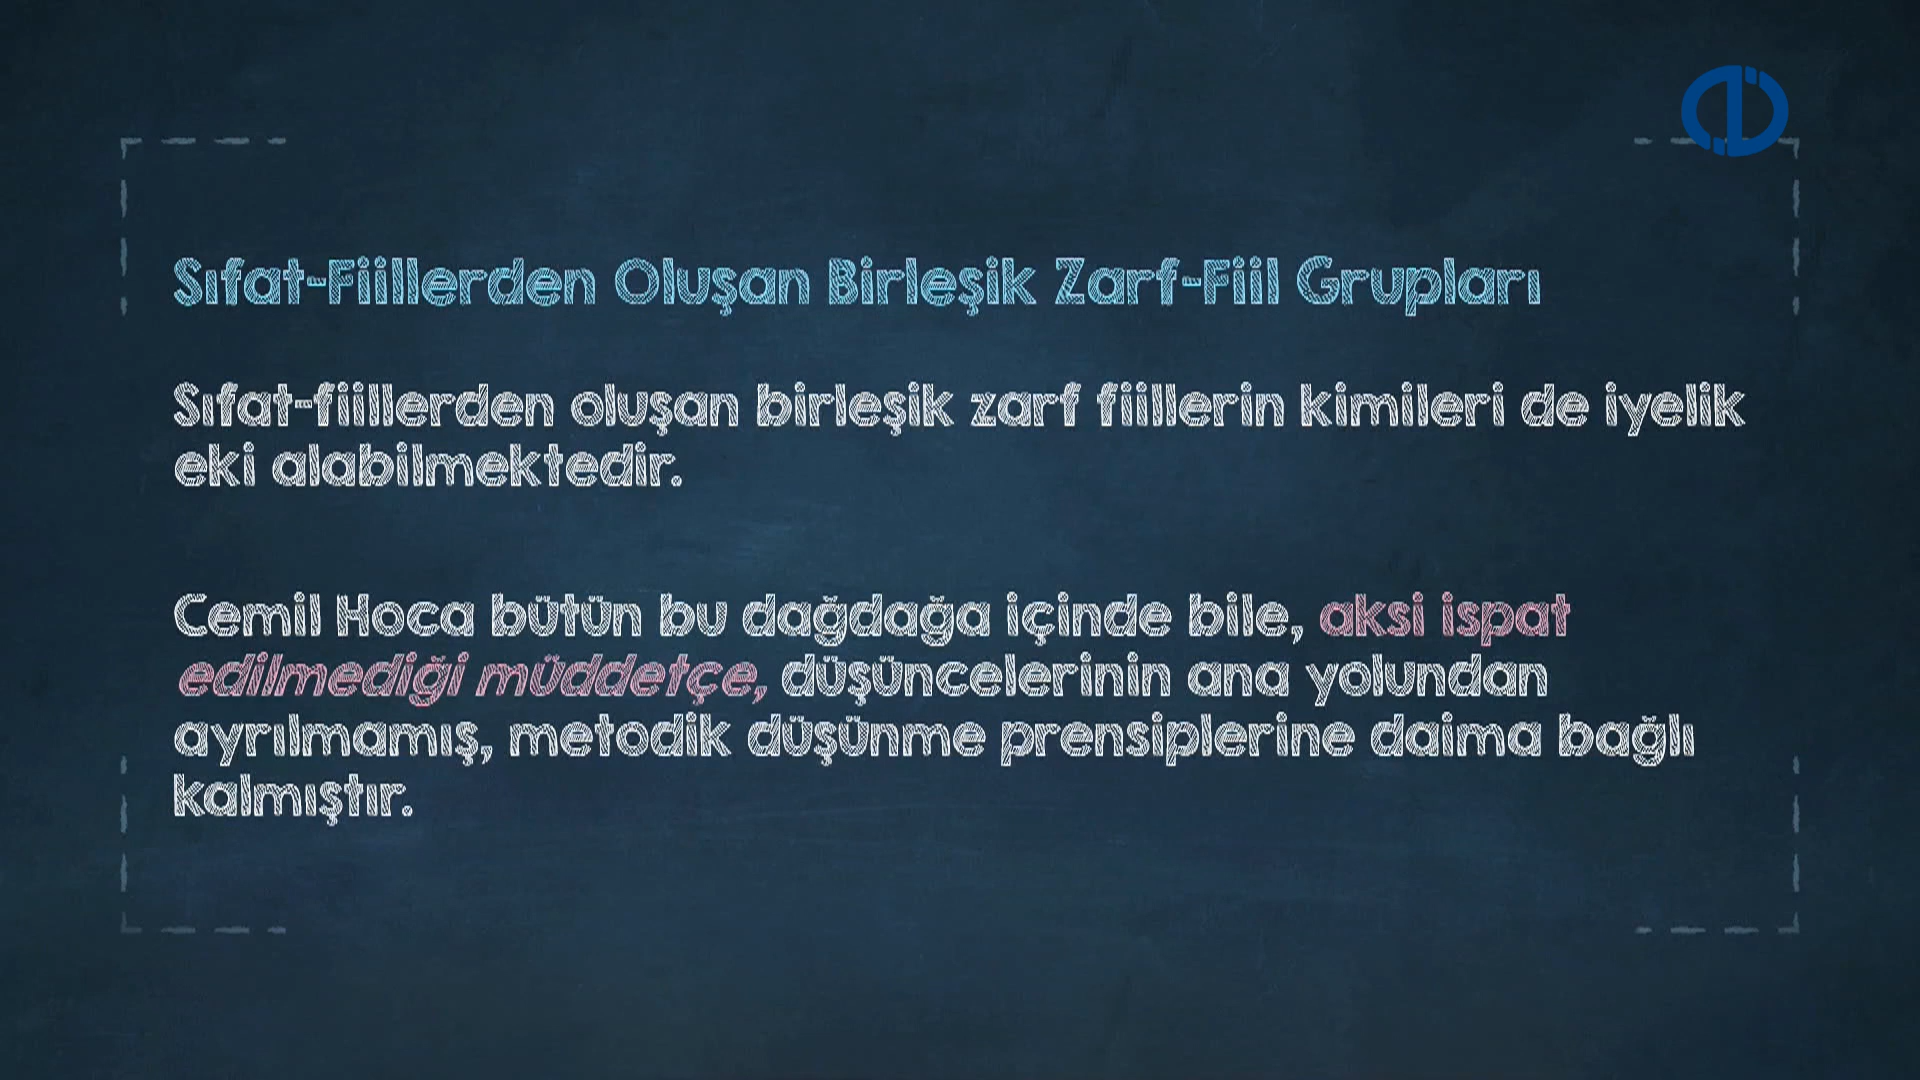 Sıfat-Fiillerden Oluşan Birleşik Zarf-Fiil Grupları
Sıfat-fiillerden oluşan birleşik zarf fiillerin kimileri de iyelik
eki alabilmektedir.
Cemil Hoca bütün bu dağdağa içinde bile, aksi ispat
edilmediği müddetçe, düşüncelerinin ana yolundan
ayrılmamış, metodik düşünme prensiplerine daima bağlı
kalmıştır.